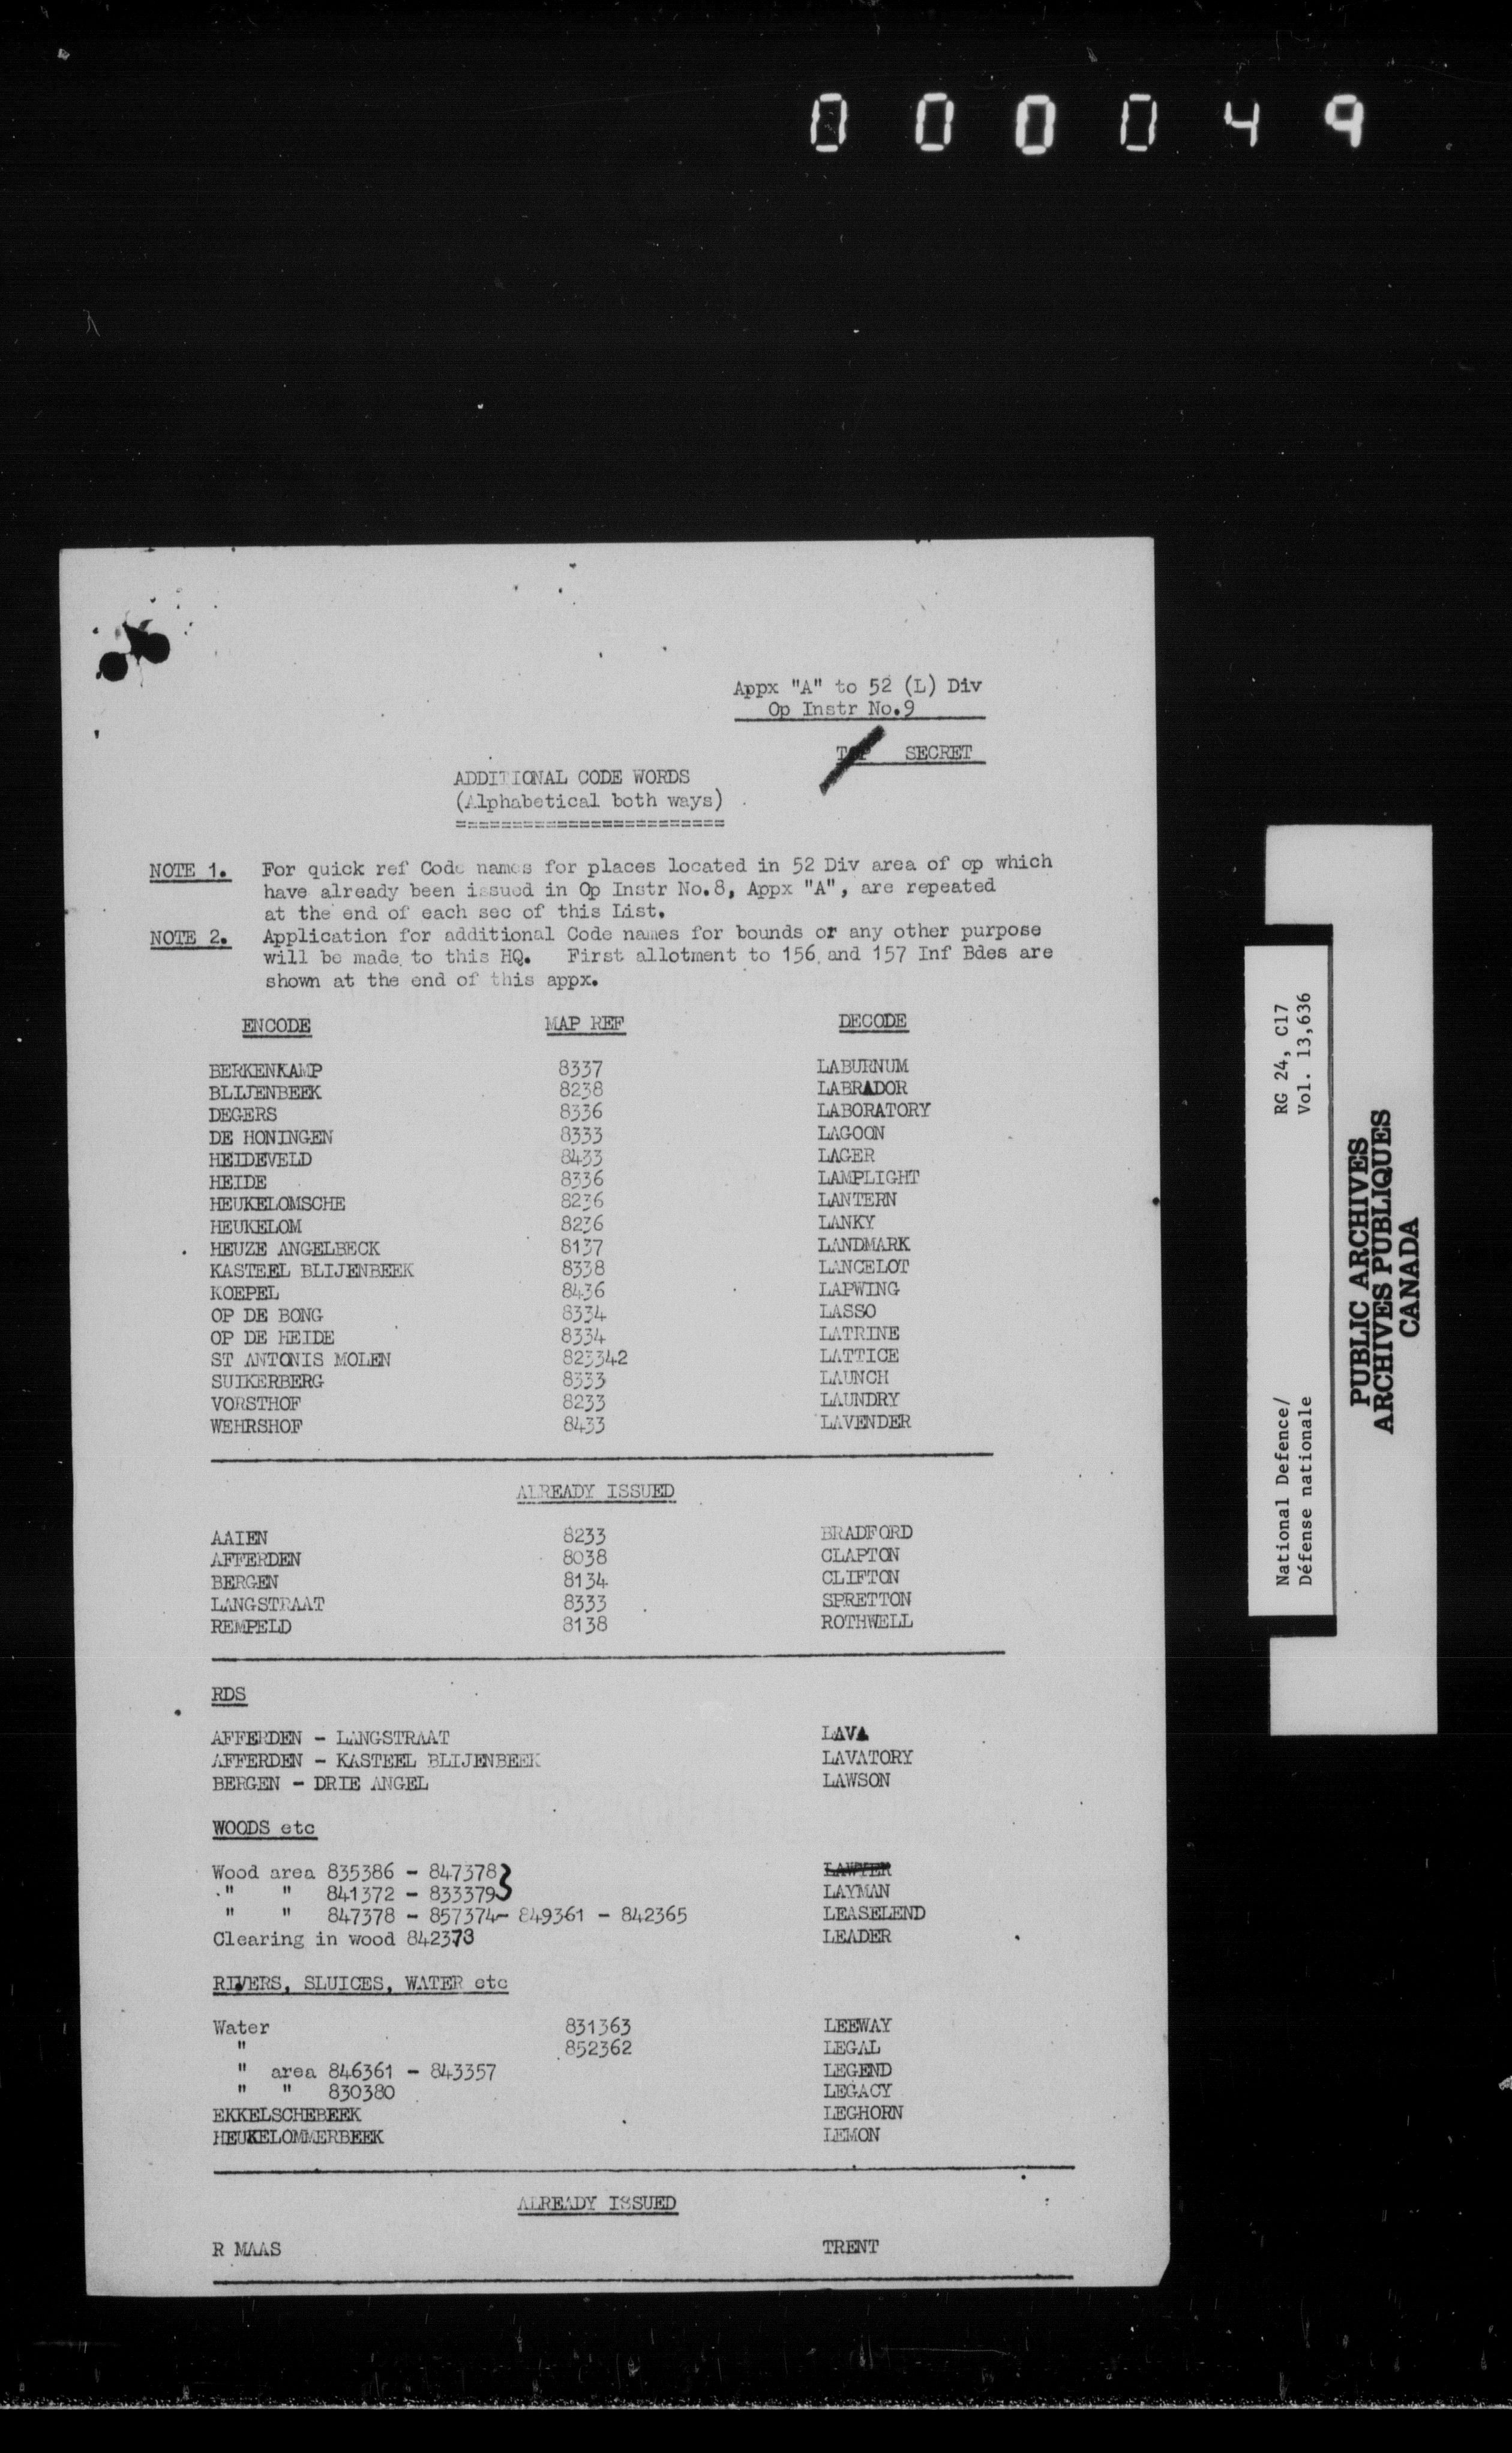 000049
Appx "A" to 52 (L) Div
Op Instr No.9
TOP SECRET
ADDITIONAL CODE WORDS
(Alphabetical both ways)
========================
NOTE 1. For quick ref Code names for places located in 52 Div area of op which
have already been issued in Op Instr No.8, Appx "A", are repeated
at the end of each sec of this List.
NOTE 2. Application for additional Code names for bounds or any other purpose
will be made to this HQ. First allotment to 156 and 157 Inf Bdes are
shown at the end of this appx.
ENCODE MAP REF DECODE
BERKENKAMP 8337 LABURNUM
BLIJENBEEK 8238 LABRADOR
DEGERS 8336 LABORATORY
DE HONINGEN 8333 LAGOON
HEIDEVELD 8433 LAGER
HEIDE 8336 LAMPLIGHT
HEUKELOMSCHE 8236 LANTERN
HEUKELOM 8236 LANKY
HEUZE ANGELBECK 8137 LANDMARK
KASTEEL BLIJENBEEK 8338 LANCELOT
KOEPEL 8436 LAPWING
OP DE BONG 8334 LASSO
OP DE HEIDE 8334 LATRINE
ST ANTONIS MOLEN 823342 LATTICE
SUIKERBERG 8333 LAUNCH
VORSTHOF 8233 LAUNDRY
WEHRSHOF 8433 LAVENDER
ALREADY ISSUED
AAIEN 8233 BRADFORD
AFFERDEN 8038 CLAPTON
BERGEN 8134 CLIFTON
LANGSTRAAT 8333 SPRETTON
REMPELD 8138 ROTHWELL
RDS
AFFERDEN - LANGSTRAAT LAVA
AFFERDEN - KASTEEL BLIJENBEEK LAVATORY
BERGEN - DRIE ANGEL LAWSON
WOODS etc
Wood area 835386 - 847378} LAWYER
" " 841372 - 833379} LAYMAN
" " 847378 - 857374- 849361 - 842365 LEASELEND
Clearing in wood 842373 LEADER
RIVERS, SLUICES, WATER etc
Water 831363 LEEWAY
" 852362 LEGAL
" area 846361 - 843357 LEGEND
" " 830380 LEGACY
EKKELSCHEBEEK LEGHORN
HEUKELOMMERBEEK LEMON
ALREADY ISSUED
R MAAS TRENT
National Defence/ RG 24, C17
Défense nationale Vol. 13,636
PUBLIC ARCHIVES
ARCHIVES PUBLIQUES
CANADA